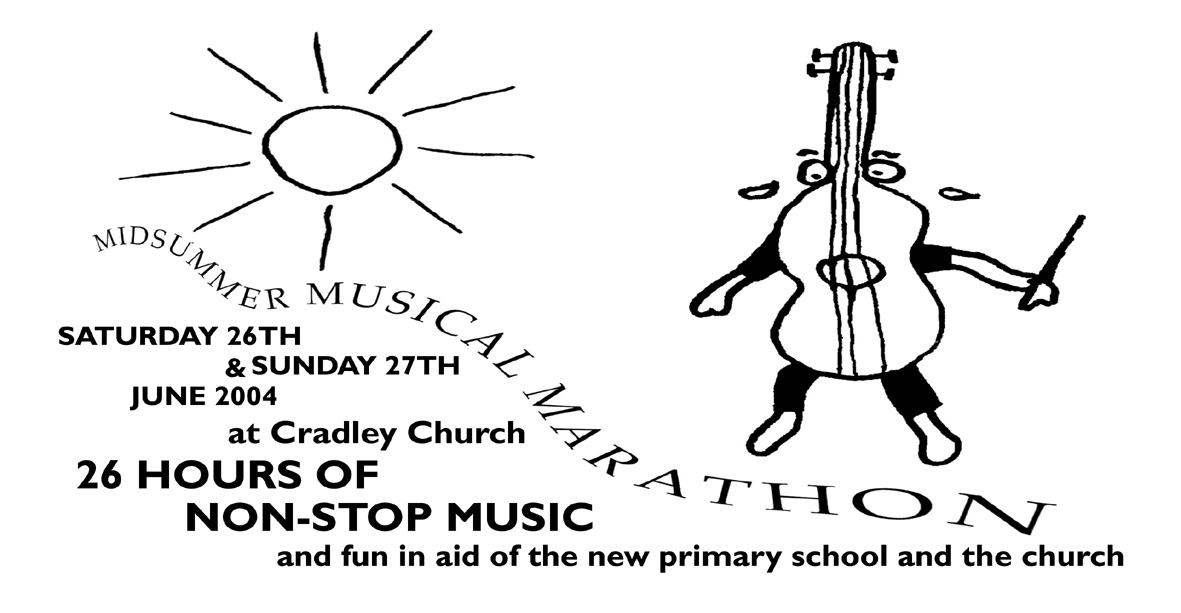 MIDSUMMER MUSICAL MARATHON
SATURDAY 26TH
& SUNDAY 27TH
JUNE 2004
at Cradley Church
26 HOURS OF
NON-STOP MUSIC
and fun in aid of the new primary school and the church